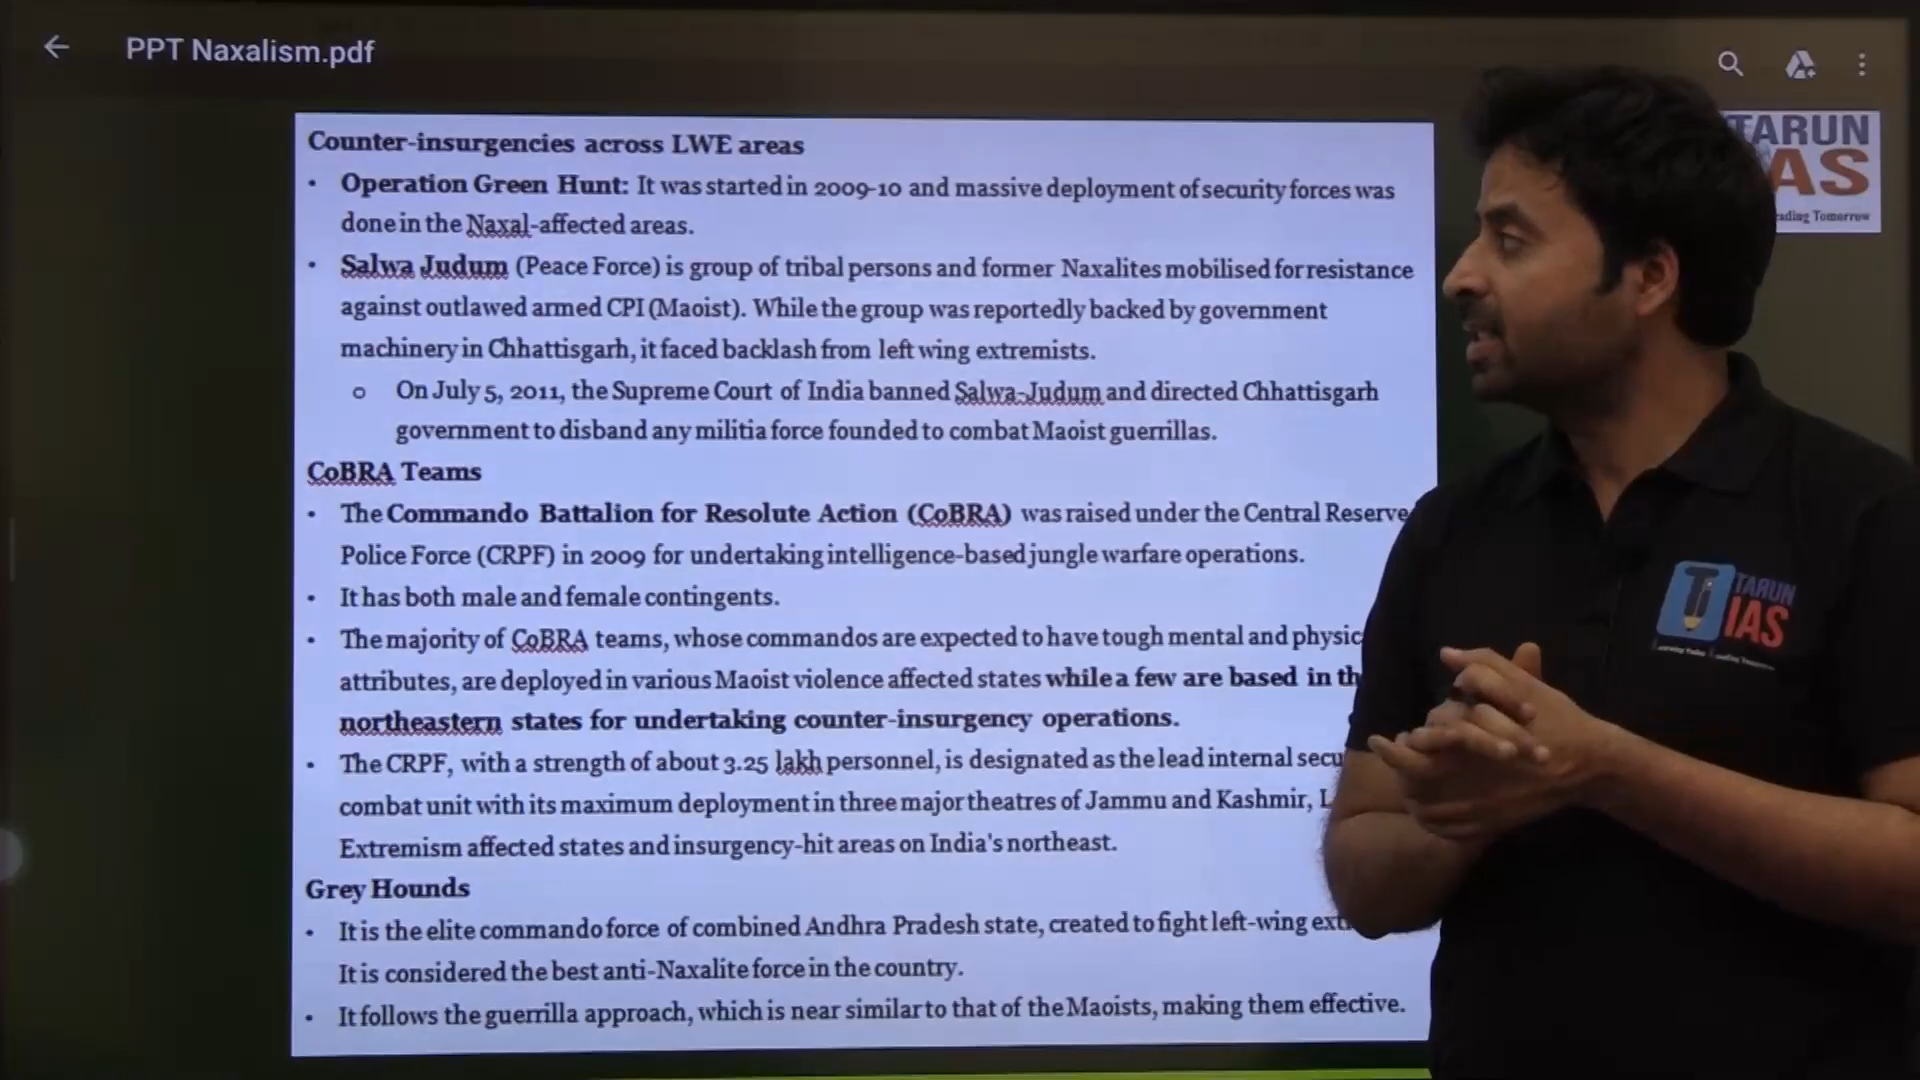 PPT Naxalism.pdf
TARUN
IAS
Tomorrow
Counter-insurgencies across LWE areas
• Operation Green Hunt: It was started in 2009-10 and massive deployment of security forces was
done in the Naxal-affected areas.
• Salwa Judum (Peace Force) is group of tribal persons and former Naxalites mobilised for resistance
against outlawed armed CPI (Maoist). While the group was reportedly backed by government
machinery in Chhattisgarh, it faced backlash from left wing extremists.
o On July 5, 2011, the Supreme Court of India banned Salwa-Judum and directed Chhattisgarh
government to disband any militia force founded to combat Maoist guerrillas.
CoBRA Teams
• The Commando Battalion for Resolute Action (CoBRA) was raised under the Central Reserve
Police Force (CRPF) in 2009 for undertaking intelligence-based jungle warfare operations.
• It has both male and female contingents.
• The majority of CoBRA teams, whose commandos are expected to have tough mental and physic
attributes, are deployed in various Maoist violence affected states while a few are based in th
northeastern states for undertaking counter-insurgency operations.
• The CRPF, with a strength of about 3.25 lakh personnel, is designated as the lead internal secu
combat unit with its maximum deployment in three major theatres of Jammu and Kashmir, L
Extremism affected states and insurgency-hit areas on India's northeast.
Grey Hounds
• It is the elite commando force of combined Andhra Pradesh state, created to fight left-wing ext
It is considered the best anti-Naxalite force in the country.
• It follows the guerrilla approach, which is near similar to that of the Maoists, making them effective.
TARUN
IAS